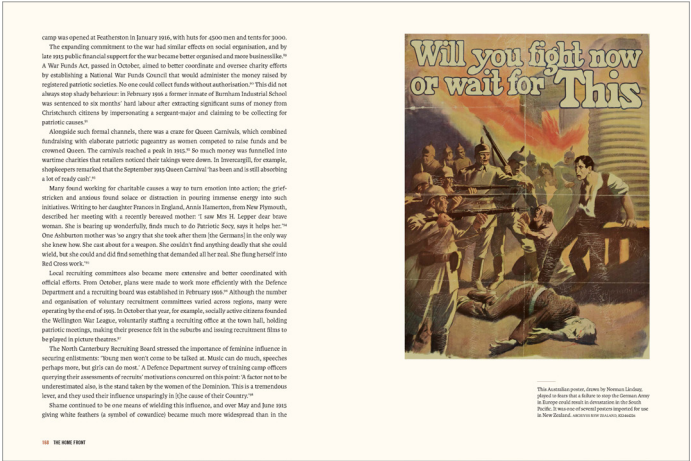 camp was opened at Featherston in January 1916, with huts for 4500 men and tents for 3000.
The expanding commitment to the war had similar effects on social organisation, and by
late 1915 public financial support for the war became better organised and more businesslike.
A War Funds Act, passed in October, aimed to better coordinate and oversee charity efforts
by establishing a National War Funds Council that would administer the money raised by
registered patriotic societies. No one could collect funds without authorisation. This did not
always stop shady behaviour: in February 1916 a former inmate of Burnham Industrial School
was sentenced to six months' hard labour after extracting significant sums of money from
Christchurch citizens by impersonating a sergeant-major and claiming to be collecting for
patriotic causes.
Alongside such formal channels, there was a craze for Queen Carnivals, which combined
fundraising with elaborate patriotic pageantry as women competed to raise funds and be
crowned Queen. The carnivals reached a peak in 1915. So much money was funnelled into
wartime charities that retailers noticed their takings were down. In Invercargill, for example,
shopkeepers remarked that the September 1915 Queen Carnival 'has been and is still absorbing
a lot of ready cash'.
Many found working for charitable causes a way to turn emotion into action; the grief-
stricken and anxious found solace or distraction in pouring immense energy into such
initiatives. Writing to her daughter Frances in England, Annis Hamerton, from New Plymouth,
described her meeting with a recently bereaved mother: 'I saw Mrs H. Lepper dear brave
woman. She is bearing up wonderfully, finds much to do Patriotic Socy, says it helps her.'
One Ashburton mother was 'so angry that she took after them [the Germans] in the only way
she knew how. She cast about for a weapon. She couldn't find anything deadly that she could
wield, but she could and did find something that demanded all her zeal. She flung herself into
Red Cross work.'
Local recruiting committees also became more extensive and better coordinated with
official efforts. From October, plans were made to work more efficiently with the Defence
Department and a recruiting board was established in February 1916. Although the number
and organisation of voluntary recruitment committees varied across regions, many were
operating by the end of 1915. In October that year, for example, socially active citizens founded
the Wellington War League, voluntarily staffing a recruiting office at the town hall, holding
patriotic meetings, making their presence felt in the suburbs and issuing recruitment films to
be played in picture theatres.
The North Canterbury Recruiting Board stressed the importance of feminine influence in
securing enlistments: 'Young men won't come to be talked at. Music can do much, speeches
perhaps more, but girls can do most.' A Defence Department survey of training camp officers
querying their assessments of recruits' motivations concurred on this point: 'A factor not to be
underestimated also, is the stand taken by the women of the Dominion. This is a tremendous
lever, and they used their influence unsparingly in [t]he cause of their Country.'
Shame continued to be one means of wielding this influence, and over May and June 1915
giving white feathers (a symbol of cowardice) became much more widespread than in the
168 THE HOME FRONT
Will you fight now
or wait for This
This Australian poster, drawn by Norman Lindsay,
played to fears that a failure to stop the German Army
in Europe could result in devastation in the South
Pacific. It was one of several posters imported for use
in New Zealand. ARCHIVES NEW ZEALAND,